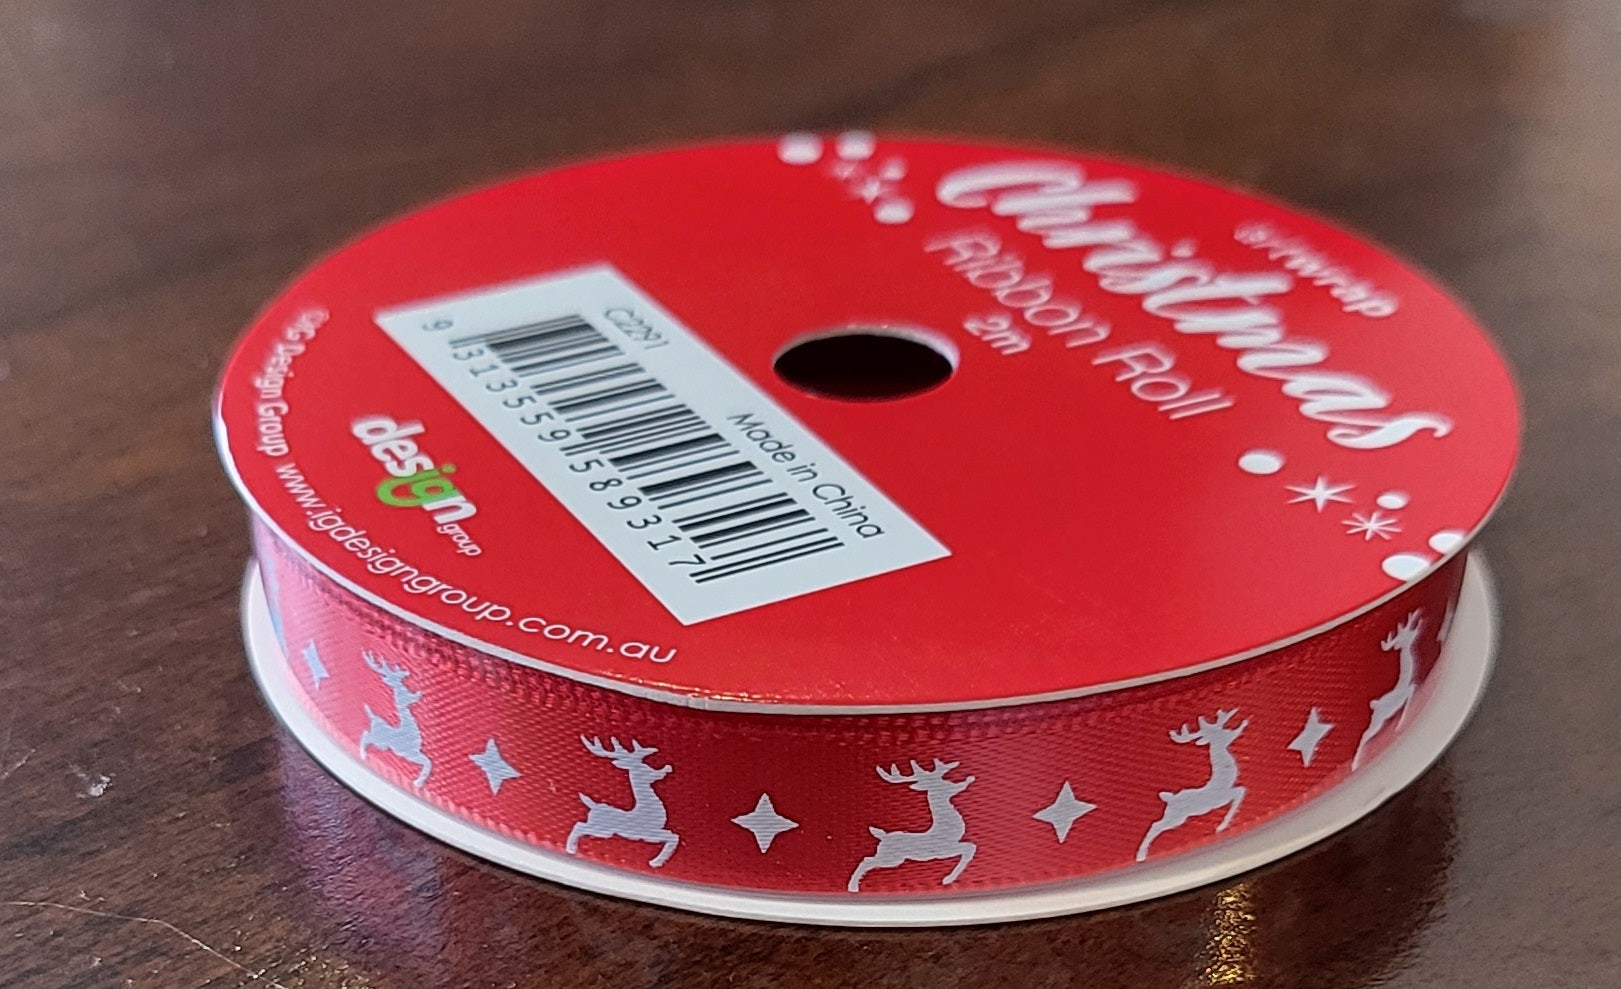 artwrap
Christmas
Ribbon Roll
2m
C2291
Made in China
9 313559 589317
design
group
©IG Design Group www.igdesigngroup.com.au